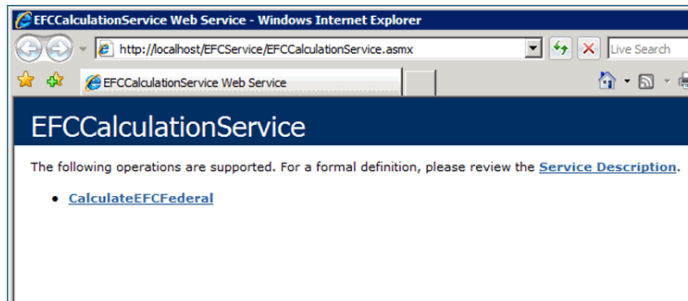 EFCCalculationService Web Service - Windows Internet Explorer
http://localhost/EFCService/EFCCalculationService.asmx
Live Search
EFCCalculationService Web Service
EFCCalculationService
The following operations are supported. For a formal definition, please review the Service Description.
• CalculateEFCFederal